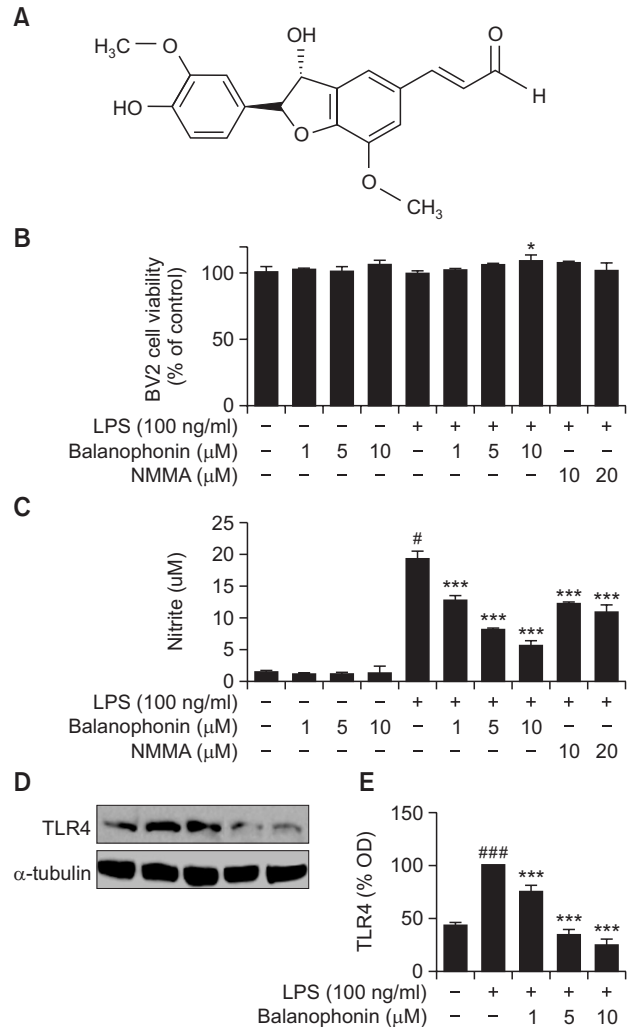 A
OH
O
H₃C
O
HO
O
H
O
CH₃
B
BV2 cell viability
(% of control)
100
50
0
*
LPS (100 ng/ml) – – – – + + + + + +
Balanophonin (μM) – 1 5 10 – 1 5 10 – –
NMMA (μM) – – – – – – – – 10 20
C
Nitrite (uM)
25
20
15
10
5
0
# *** *** *** *** ***
LPS (100 ng/ml) – – – – + + + + + +
Balanophonin (μM) – 1 5 10 – 1 5 10 – –
NMMA (μM) – – – – – – – – 10 20
D
TLR4
α-tubulin
E
TLR4 (% OD)
150
100
50
0
### *** *** ***
LPS (100 ng/ml) – + + + +
Balanophonin (μM) – – 1 5 10